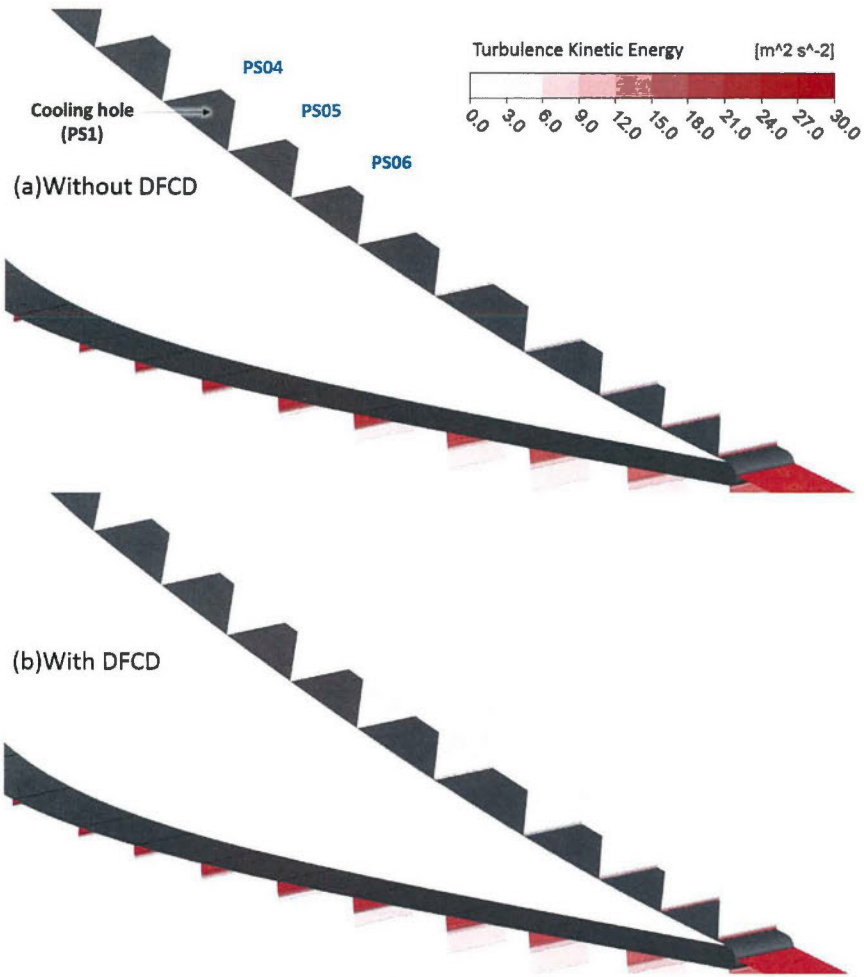 Turbulence Kinetic Energy [m^2 s^-2]
0.0 3.0 6.0 9.0 12.0 15.0 18.0 21.0 24.0 27.0 30.0
PS04
Cooling hole
(PS1)
PS05
PS06
(a)Without DFCD
(b)With DFCD